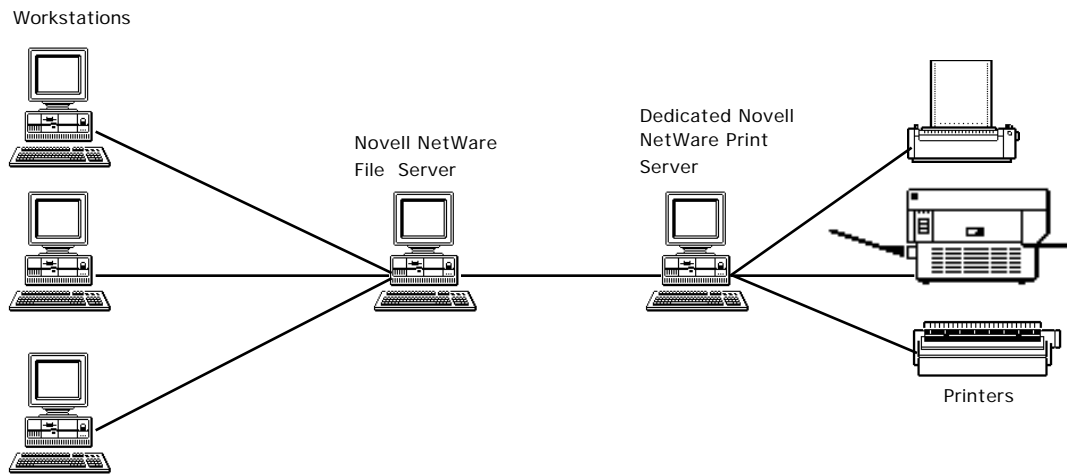 Workstations
Novell NetWare
File Server
Dedicated Novell
NetWare Print
Server
Printers